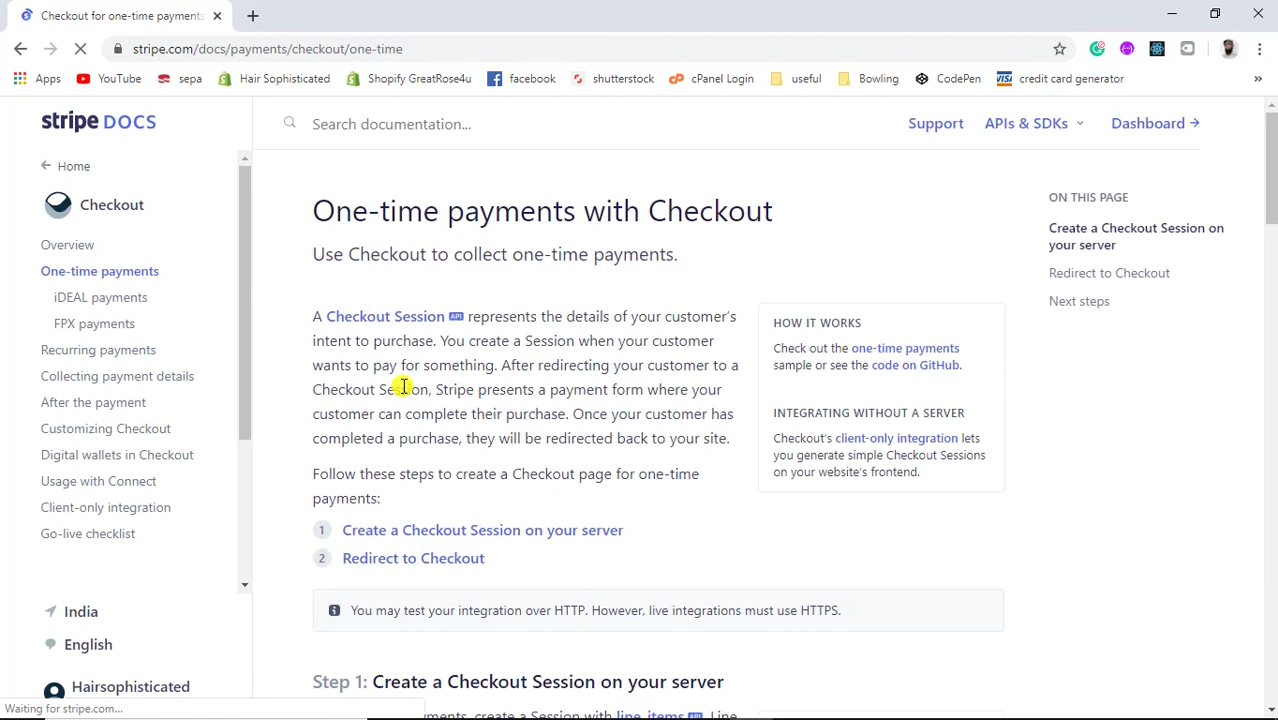 Checkout for one-time payments
stripe.com/docs/payments/checkout/one-time
Apps
YouTube
sepa
Hair Sophisticated
Shopify GreatRose4u
facebook
shutterstock
cPanel Login
useful
Bowling
CodePen
VISA
credit card generator
»
stripe DOCS
Search documentation...
Support
APIs & SDKs
Dashboard →
← Home
Checkout
Overview
One-time payments
iDEAL payments
FPX payments
Recurring payments
Collecting payment details
After the payment
Customizing Checkout
Digital wallets in Checkout
Usage with Connect
Client-only integration
Go-live checklist
India
English
Hairsophisticated
Waiting for stripe.com...
One-time payments with Checkout
Use Checkout to collect one-time payments.
A Checkout Session API represents the details of your customer's
intent to purchase. You create a Session when your customer
wants to pay for something. After redirecting your customer to a
Checkout Session, Stripe presents a payment form where your
customer can complete their purchase. Once your customer has
completed a purchase, they will be redirected back to your site.
Follow these steps to create a Checkout page for one-time
payments:
1 Create a Checkout Session on your server
2 Redirect to Checkout
You may test your integration over HTTP. However, live integrations must use HTTPS.
Step 1: Create a Checkout Session on your server
HOW IT WORKS
Check out the one-time payments
sample or see the code on GitHub.
INTEGRATING WITHOUT A SERVER
Checkout's client-only integration lets
you generate simple Checkout Sessions
on your website's frontend.
ON THIS PAGE
Create a Checkout Session on
your server
Redirect to Checkout
Next steps